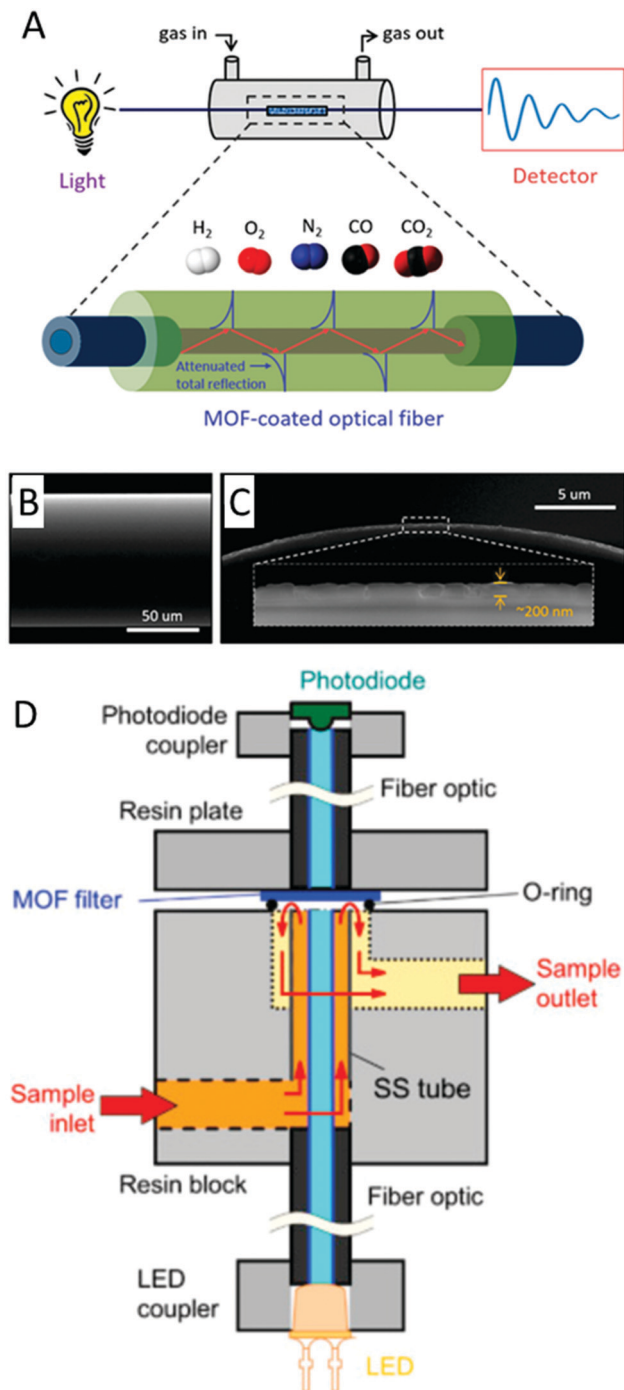 A
gas in
gas out
Light
Detector
H2
O2
N2
CO
CO2
Attenuated
total reflection
MOF-coated optical fiber
B
50 um
C
5 um
~200 nm
D
Photodiode
Photodiode
coupler
Fiber optic
Resin plate
MOF filter
O-ring
Sample
outlet
SS tube
Sample
inlet
Resin block
Fiber optic
LED
coupler
LED